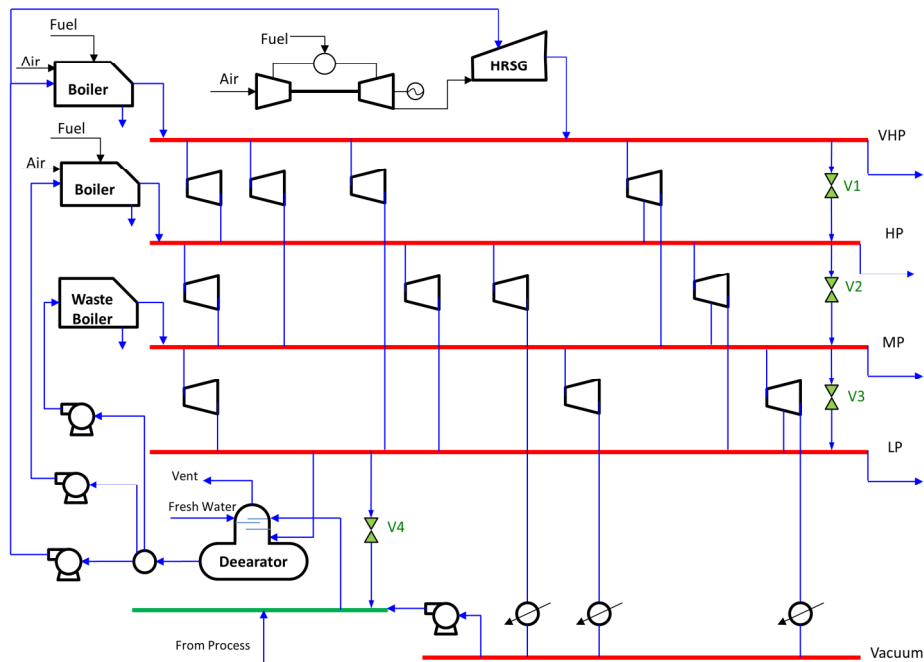 Fuel
Fuel
Air
HRSG
Boiler
Air
VHP
Fuel
Air
Boiler
V1
HP
Waste
Boiler
V2
MP
V3
LP
Vent
Fresh Water
V4
Deearator
From Process
Vacuum